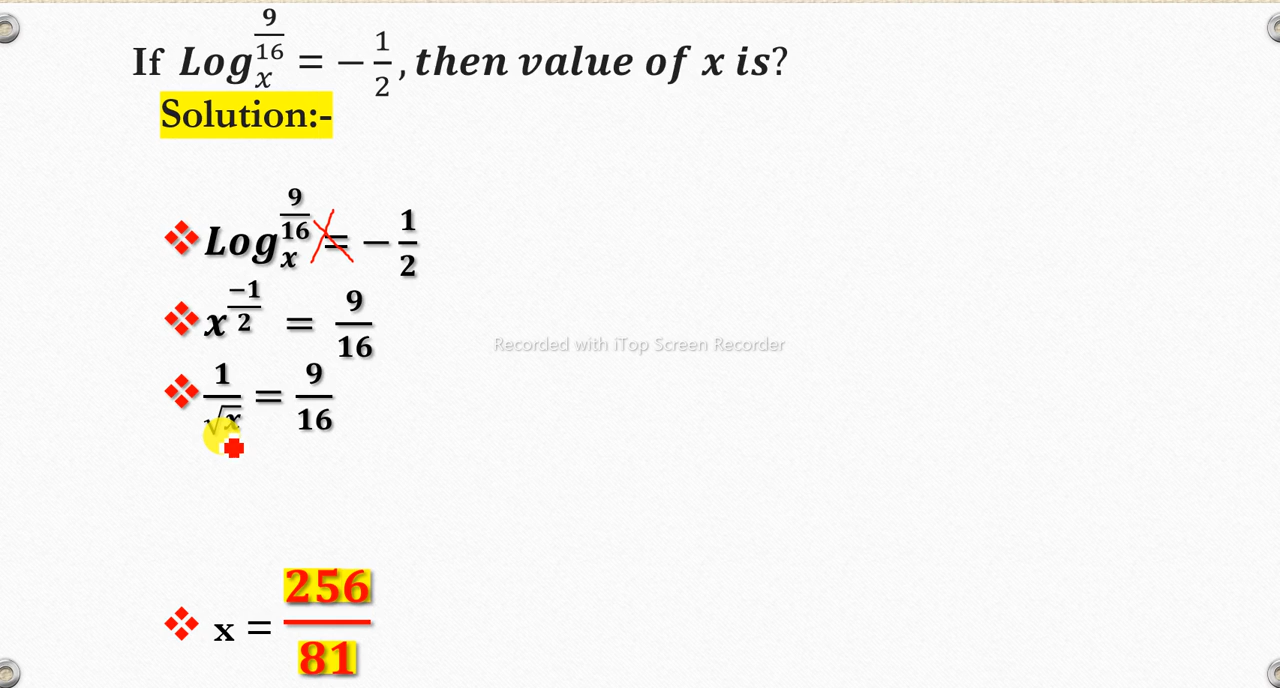 If Log_x^{9/16} = −1/2, then value of x is?
Solution:-
❖ Log_x^{9/16} = −1/2
❖ x^{−1/2} = 9/16
Recorded with iTop Screen Recorder
❖ 1/√x = 9/16
❖ x = 256/81